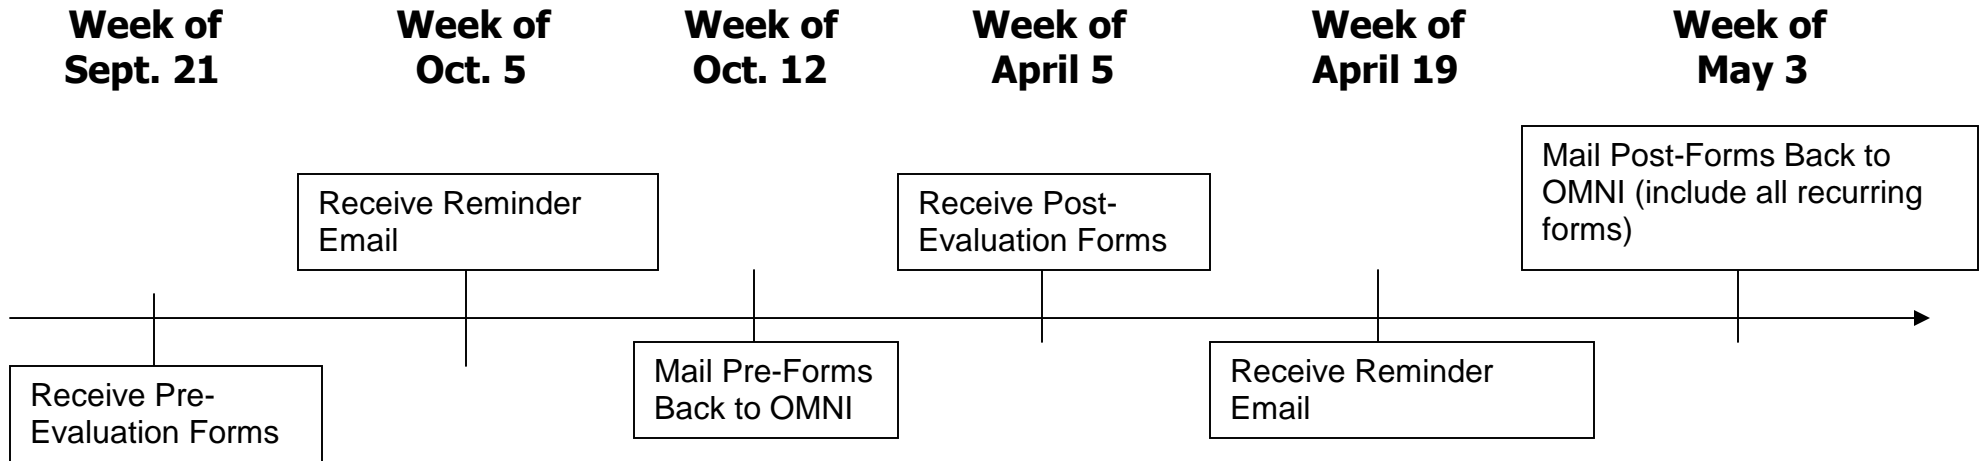 Week of
Sept. 21
Week of
Oct. 5
Week of
Oct. 12
Week of
April 5
Week of
April 19
Week of
May 3
Mail Post-Forms Back to
OMNI (include all recurring
forms)
Receive Reminder
Email
Receive Post-
Evaluation Forms
Mail Pre-Forms
Back to OMNI
Receive Reminder
Email
Receive Pre-
Evaluation Forms